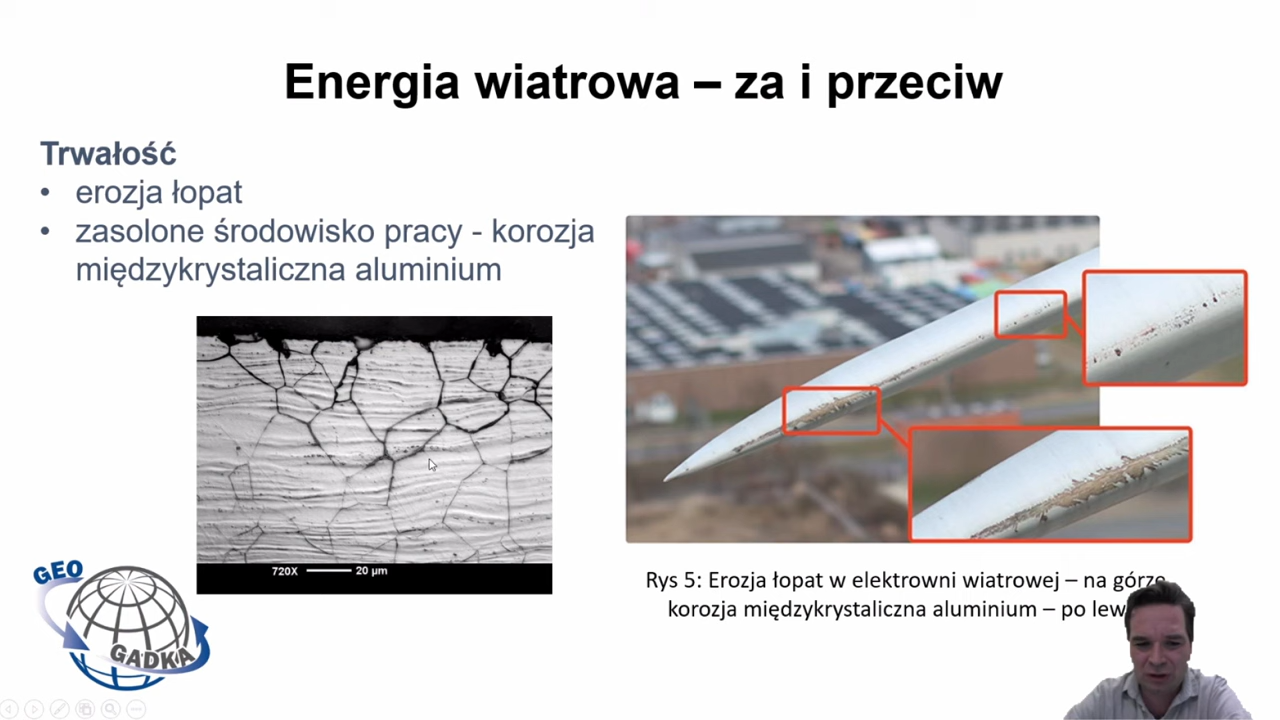 Energia wiatrowa – za i przeciw
Trwałość
• erozja łopat
• zasolone środowisko pracy - korozja
międzykrystaliczna aluminium
720X 20 µm
Rys 5: Erozja łopat w elektrowni wiatrowej – na górze
korozja międzykrystaliczna aluminium – po
GEO
GADKA